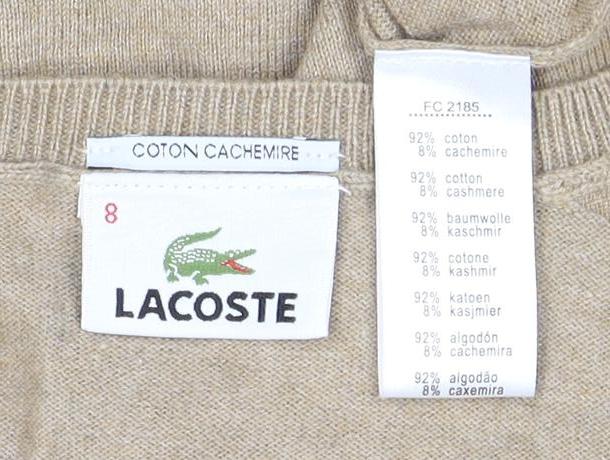 COTON CACHEMIRE
8
LACOSTE
FC 2185
92% coton
8% cachemire
92% cotton
8% cashmere
92% baumwolle
8% kaschmir
92% cotone
8% kashmir
92% katoen
8% kasjmier
92% algodón
8% cachemira
92% algodão
8% caxemira